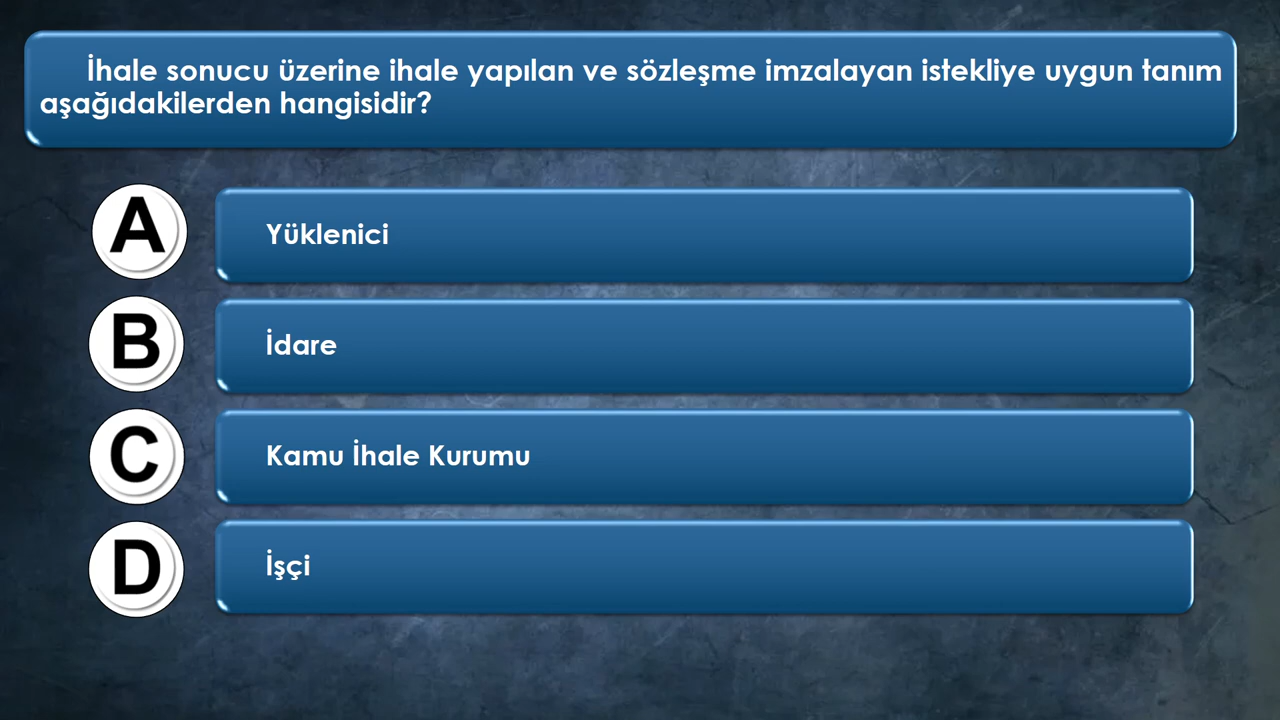 İhale sonucu üzerine ihale yapılan ve sözleşme imzalayan istekliye uygun tanım
aşağıdakilerden hangisidir?
A Yüklenici
B İdare
C Kamu İhale Kurumu
D İşçi